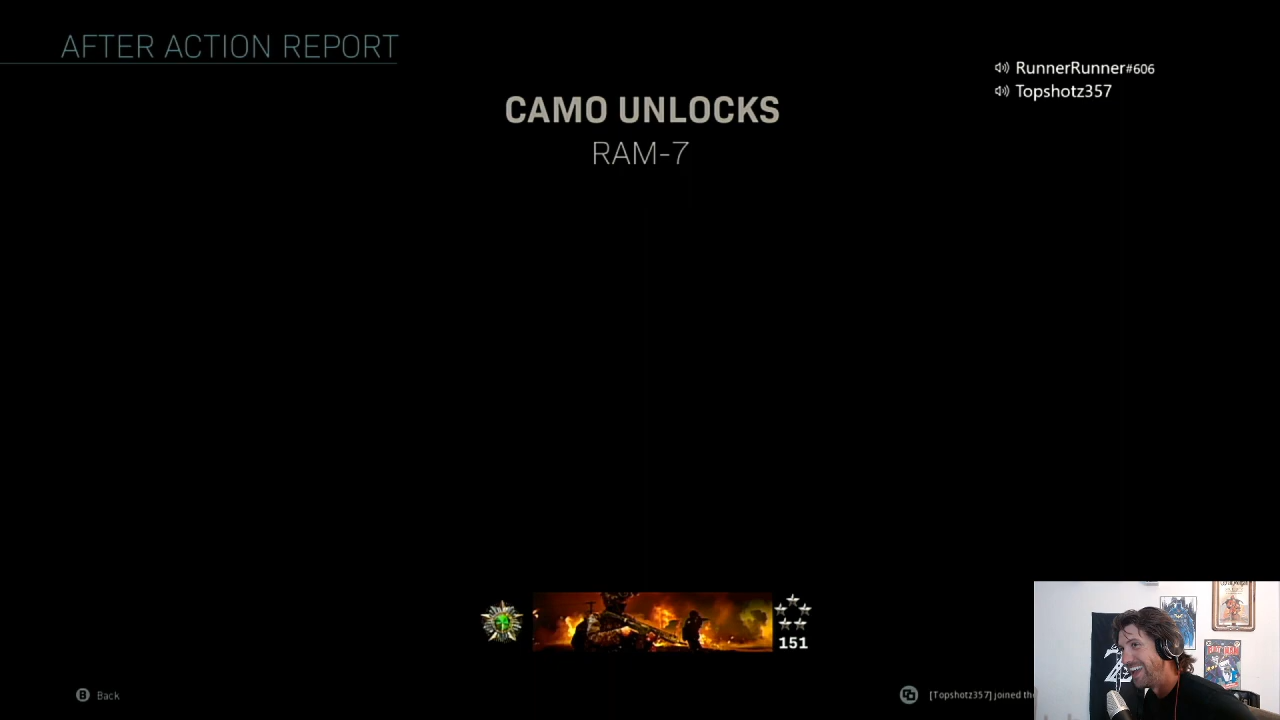 AFTER ACTION REPORT
RunnerRunner#606
Topshotz357
CAMO UNLOCKS
RAM-7
151
B Back
[Topshotz357] joined the